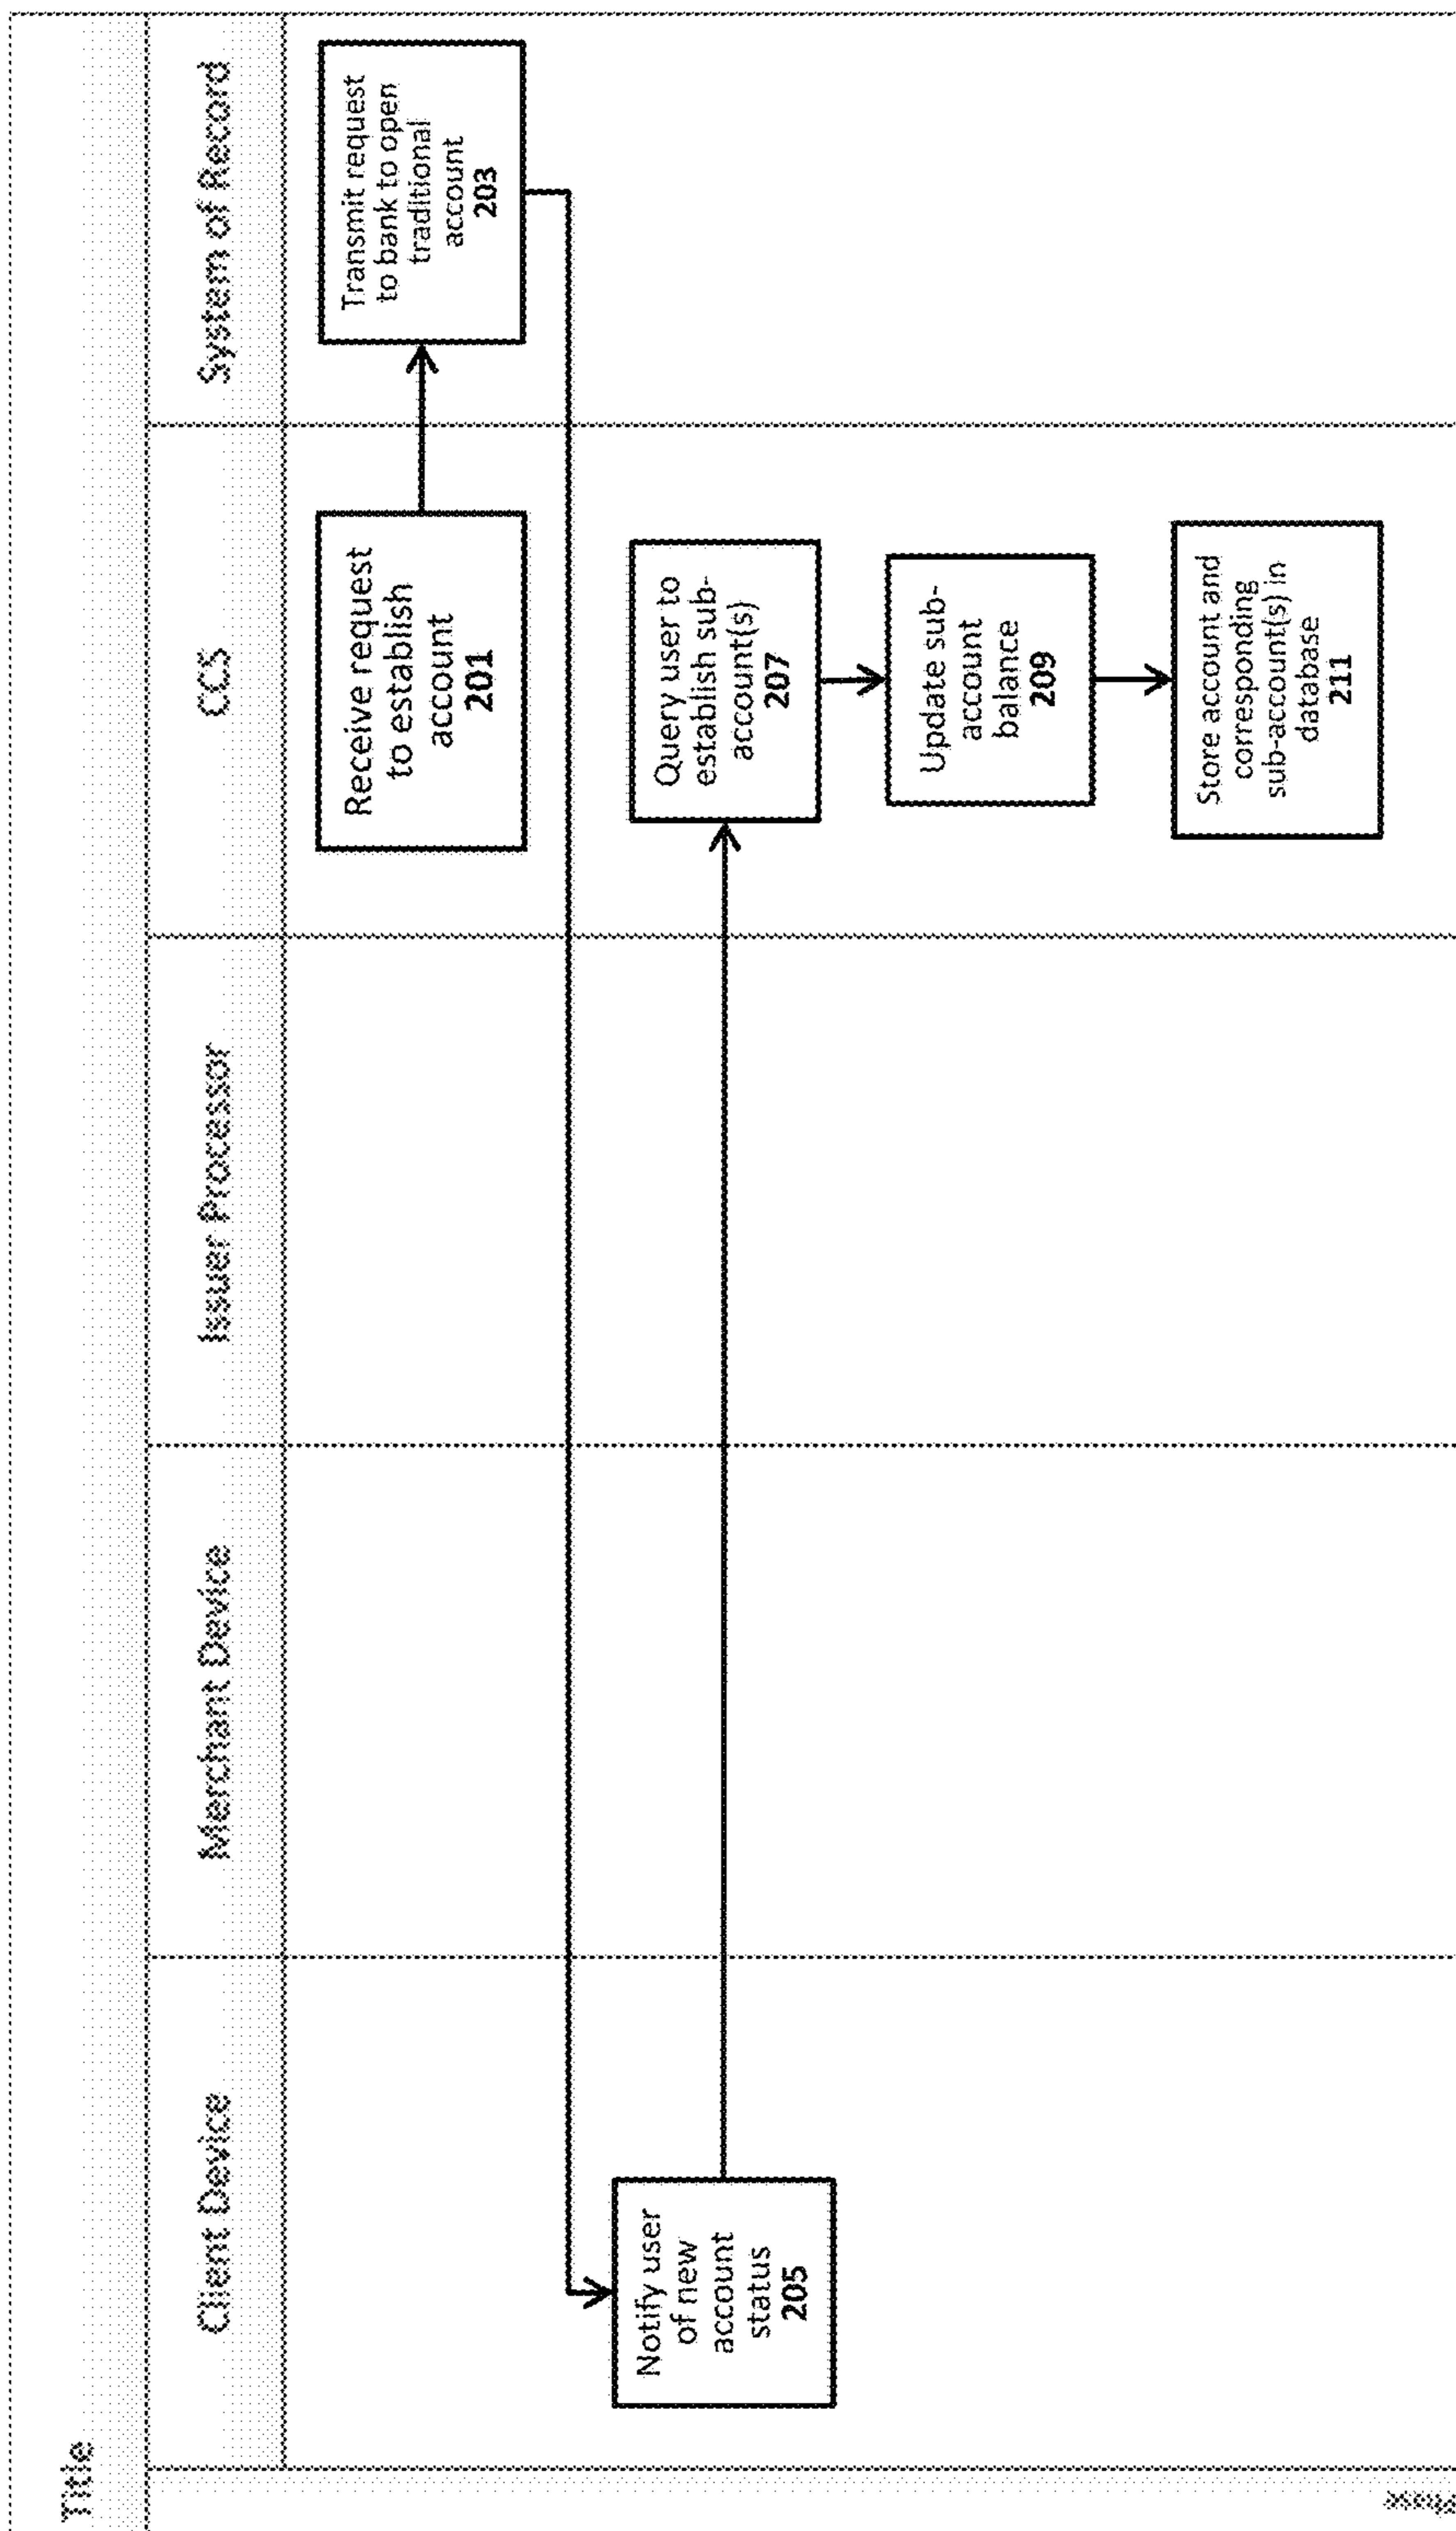 Title
Client Device
Merchant Device
Issuer Processor
CCS
System of Record
Receive request
to establish
account
201
Transmit request
to bank to open
traditional
account
203
Notify user
of new
account
status
205
Query user to
establish sub-
account(s)
207
Update sub-
account
balance
209
Store account and
corresponding
sub-account(s) in
database
211